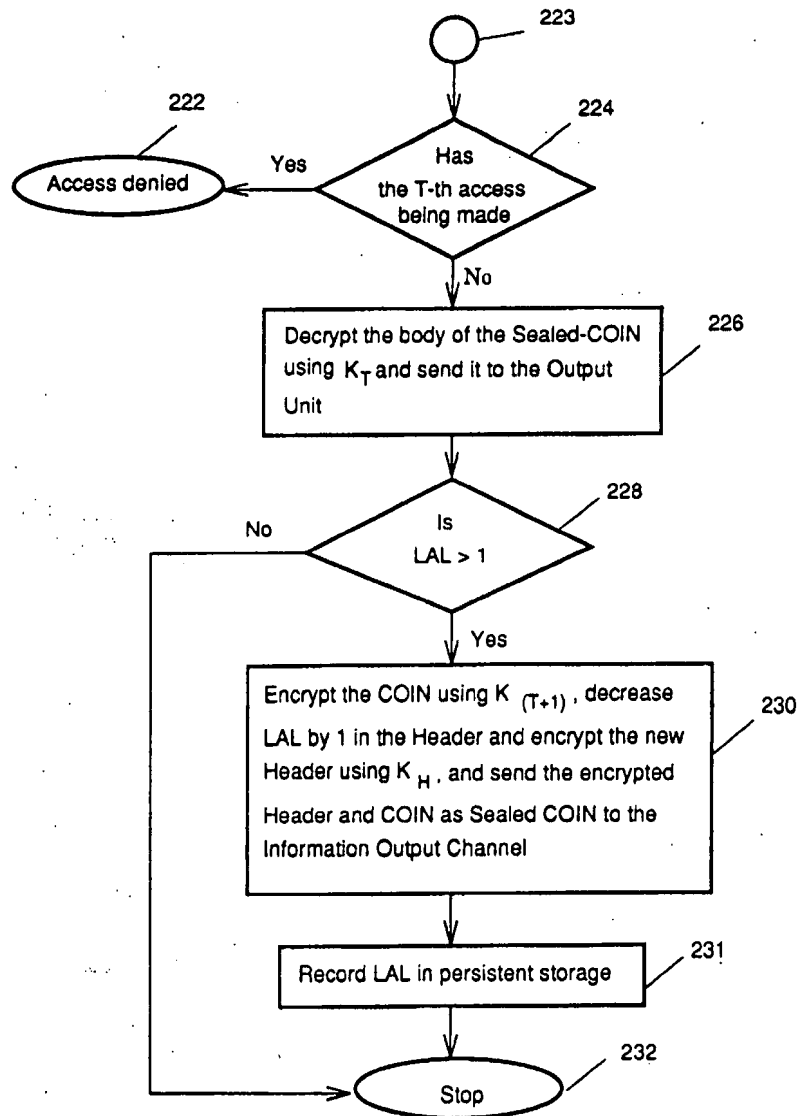 223
222
224
Has
Yes
Access denied
the T-th access
being made
No
226
Decrypt the body of the Sealed-COIN
using K_T and send it to the Output
Unit
228
No
Is
LAL > 1
Yes
Encrypt the COIN using K_(T+1), decrease
230
LAL by 1 in the Header and encrypt the new
Header using K_H, and send the encrypted
Header and COIN as Sealed COIN to the
Information Output Channel
231
Record LAL in persistent storage
232
Stop